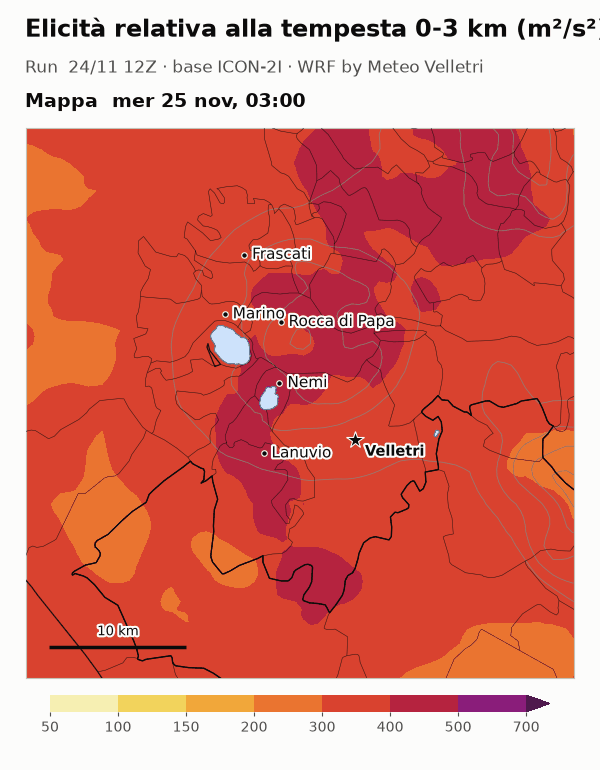 Elicità relativa alla tempesta 0-3 km (m²/s²)
Run 24/11 12Z · base ICON-2I · WRF by Meteo Velletri
Mappa mer 25 nov, 03:00
Frascati
Marino
Rocca di Papa
Nemi
Velletri
Lanuvio
10 km
50 100 150 200 300 400 500 700